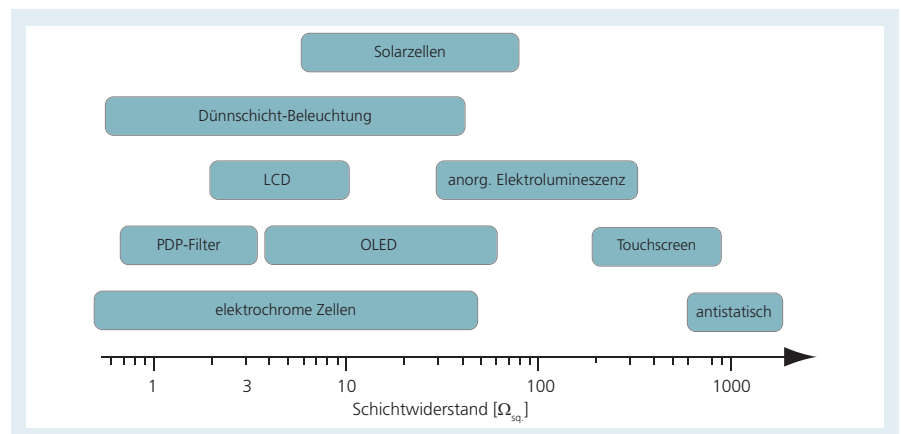 Solarzellen
Dünnschicht-Beleuchtung
LCD
anorg. Elektrolumineszenz
PDP-Filter
OLED
Touchscreen
elektrochrome Zellen
antistatisch
1 3 10 100 1000
Schichtwiderstand [Ωsq.]